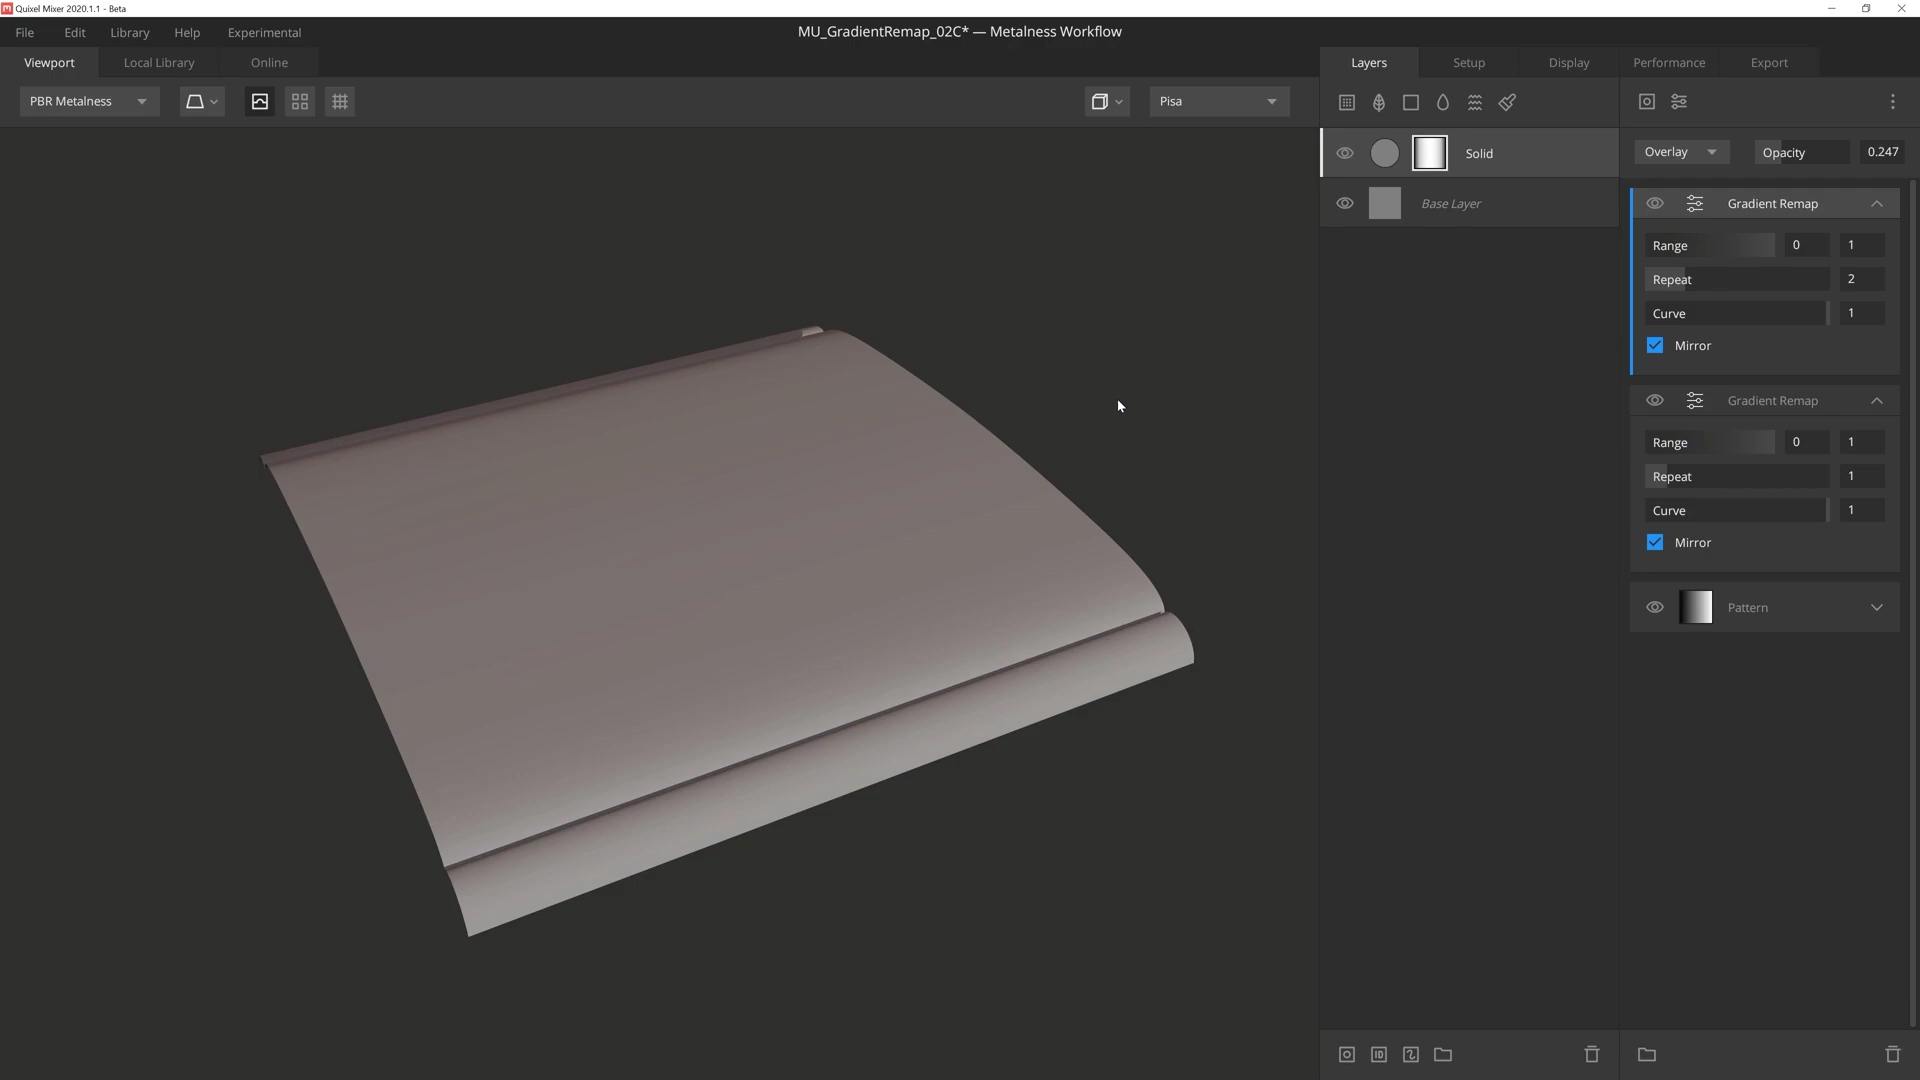 Quixel Mixer 2020.1.1 - Beta
File Edit Library Help Experimental
MU_GradientRemap_02C* — Metalness Workflow
Viewport Local Library Online
Layers Setup Display Performance Export
PBR Metalness
Pisa
Solid
Overlay Opacity 0.247
Base Layer
Gradient Remap
Range 0 1
Repeat 2
Curve 1
Mirror
Gradient Remap
Range 0 1
Repeat 1
Curve 1
Mirror
Pattern
ID